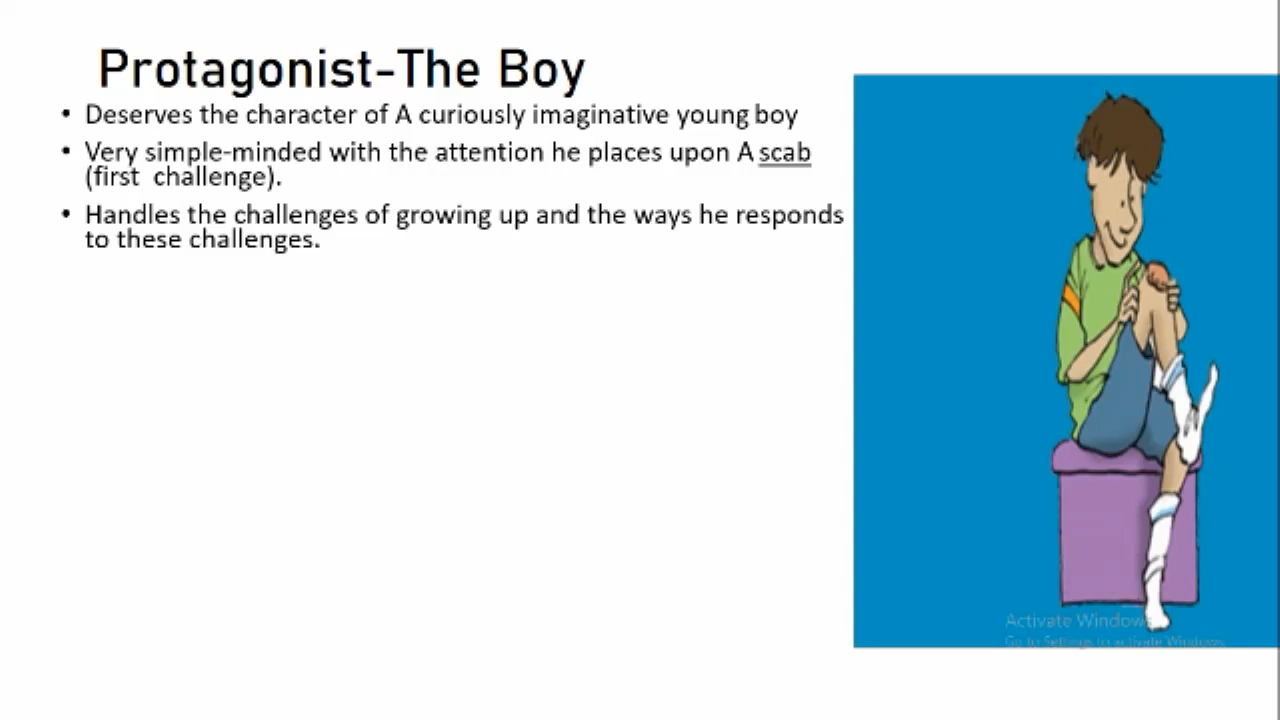 Protagonist-The Boy
• Deserves the character of A curiously imaginative young boy
• Very simple-minded with the attention he places upon A scab
(first challenge).
• Handles the challenges of growing up and the ways he responds
to these challenges.
Activate Windows
Go to Settings to activate Windows.